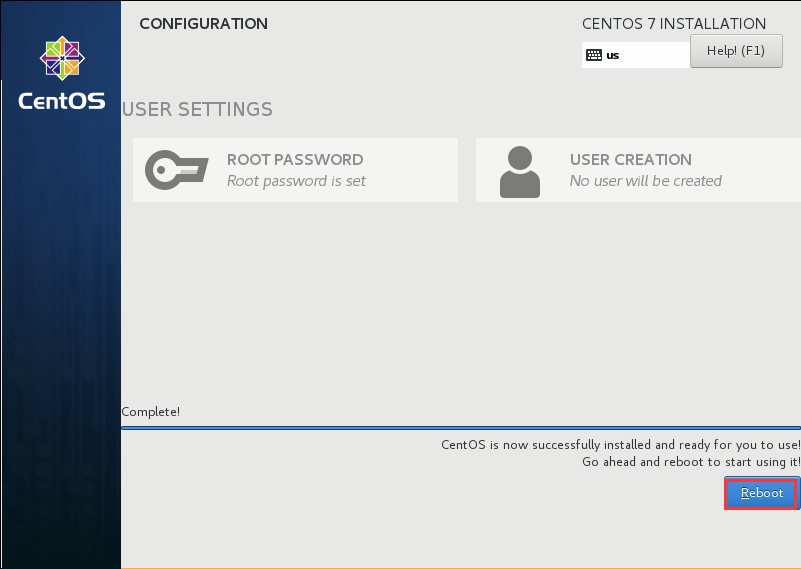 CONFIGURATION
CENTOS 7 INSTALLATION
us
Help! (F1)
CentOS
USER SETTINGS
ROOT PASSWORD
Root password is set
USER CREATION
No user will be created
Complete!
CentOS is now successfully installed and ready for you to use!
Go ahead and reboot to start using it!
Reboot